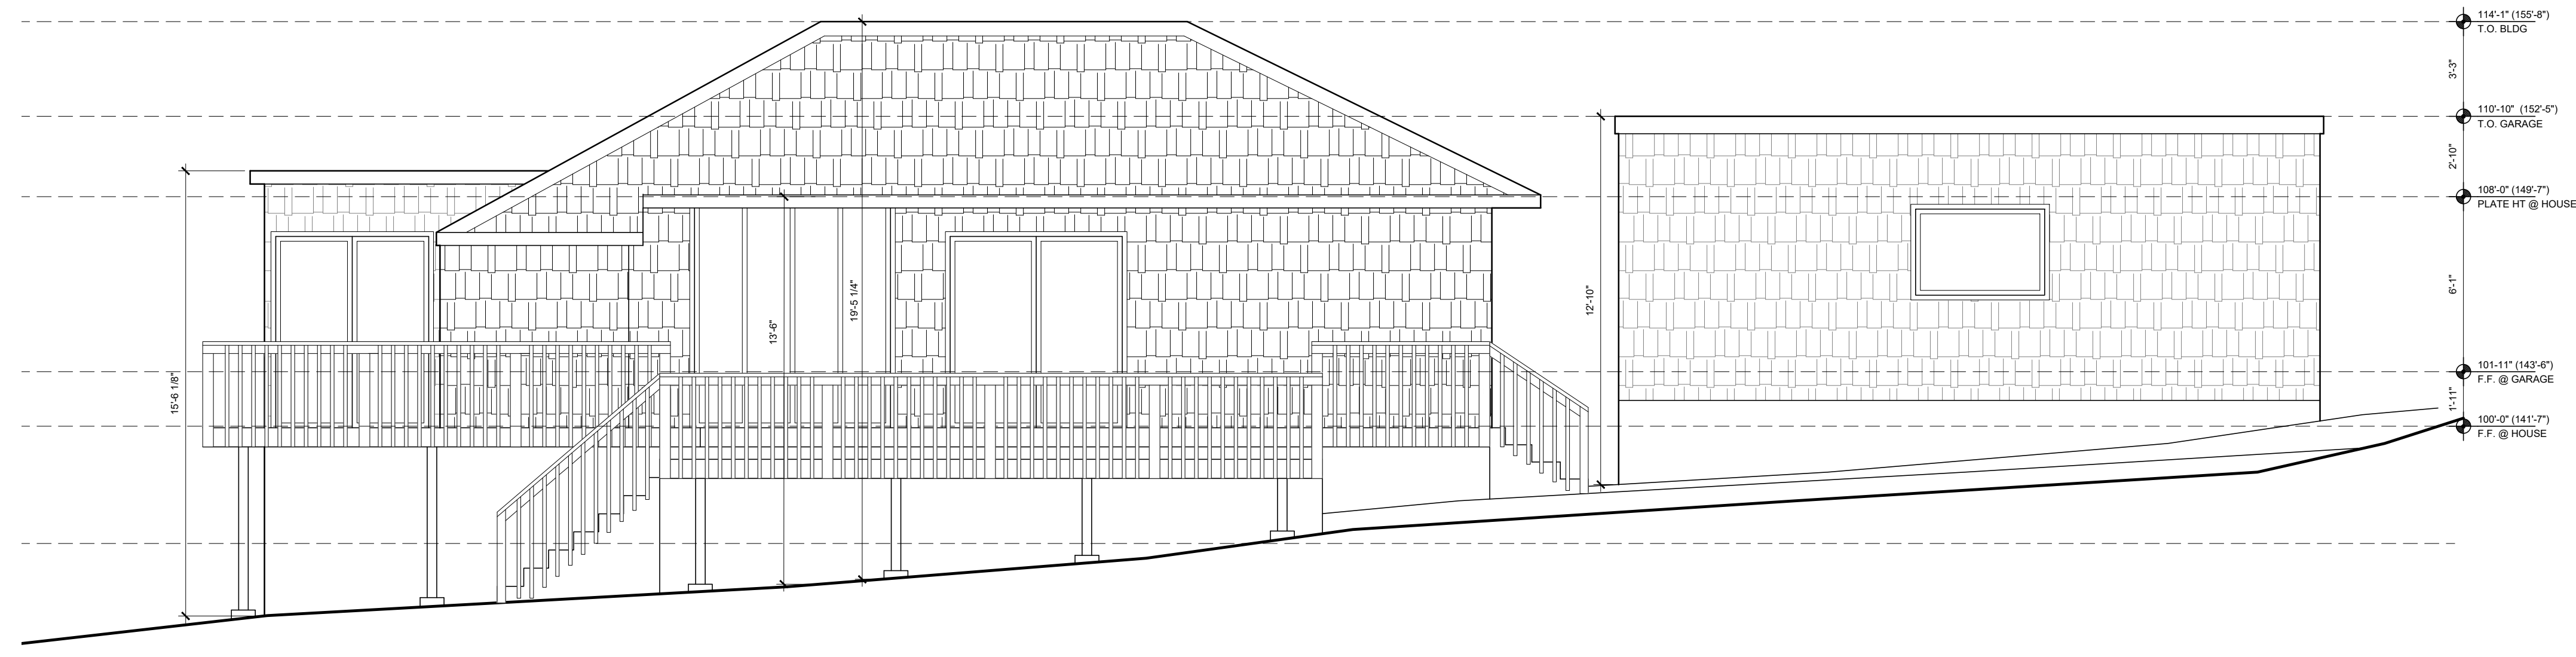 114'-1" (155'-8")
T.O. BLDG
3'-3"
110'-10" (152'-5")
T.O. GARAGE
2'-10"
108'-0" (149'-7")
PLATE HT @ HOUSE
6'-1"
101-11" (143'-6")
F.F. @ GARAGE
1'-11"
100'-0" (141'-7")
F.F. @ HOUSE
15'-6 1/8"
13'-6"
19'-5 1/4"
12'-10"